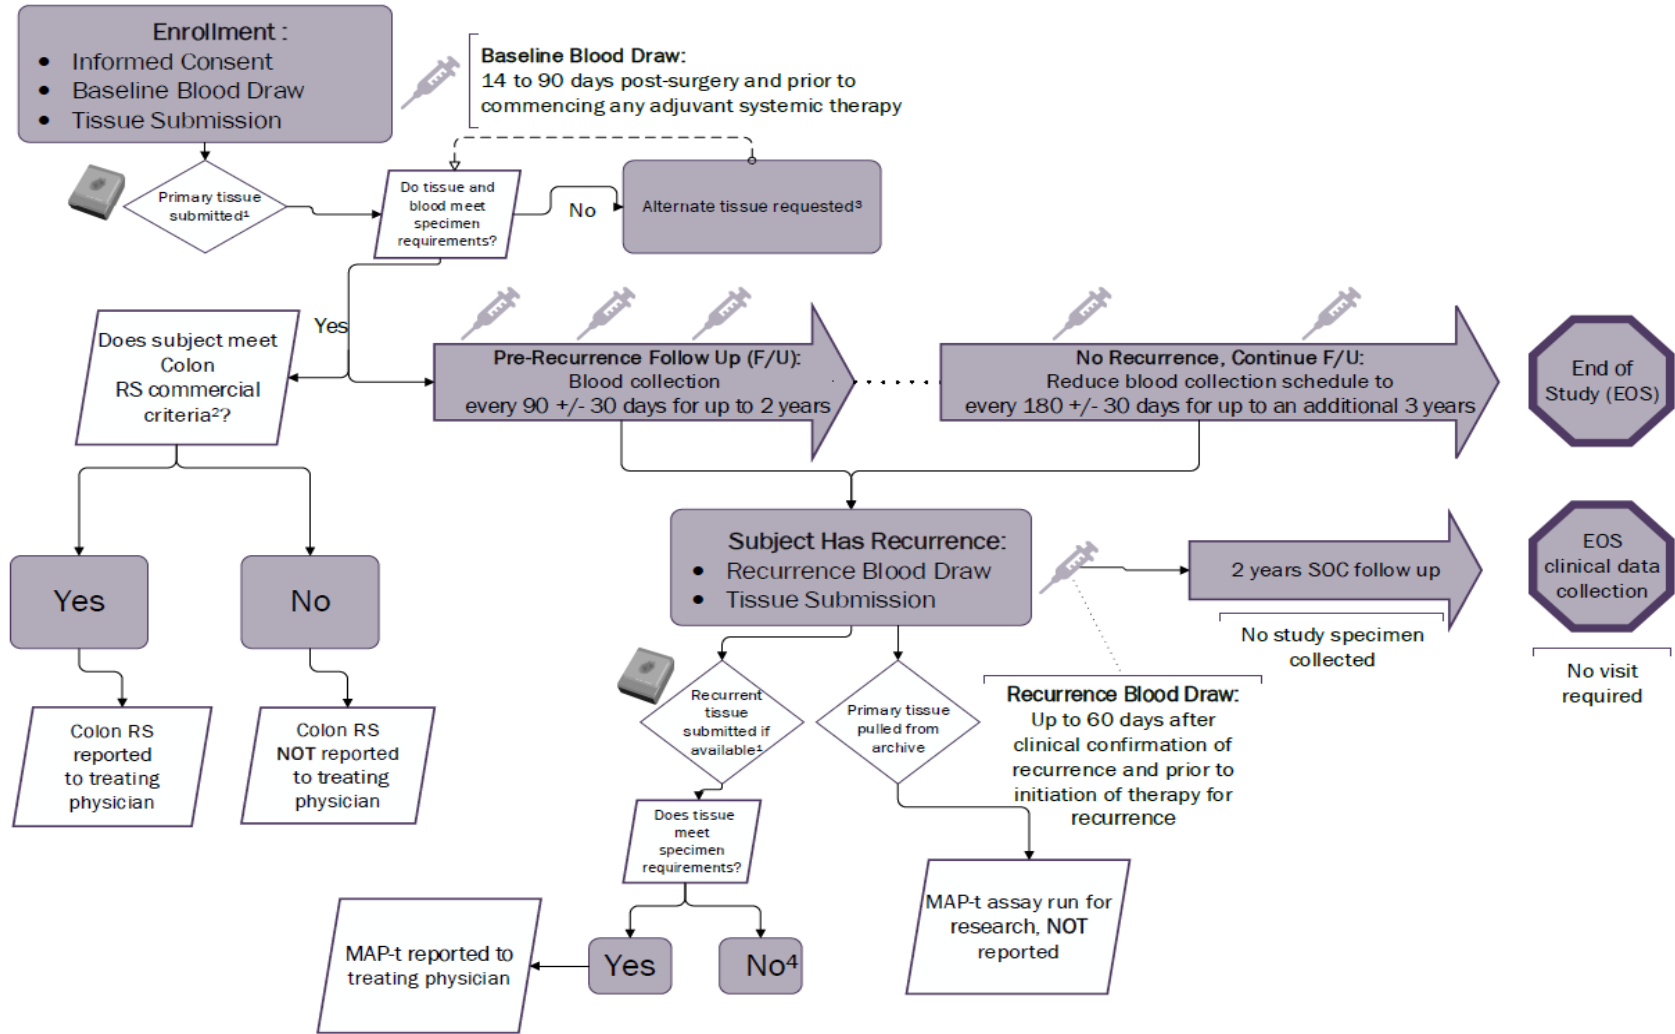 Enrollment :
• Informed Consent
• Baseline Blood Draw
• Tissue Submission
Baseline Blood Draw:
14 to 90 days post-surgery and prior to
commencing any adjuvant systemic therapy
Primary tissue
submitted¹
Do tissue and
blood meet
specimen
requirements?
No
Alternate tissue requested³
Yes
Does subject meet
Colon
RS commercial
criteria²?
Pre-Recurrence Follow Up (F/U):
Blood collection
every 90 +/- 30 days for up to 2 years
No Recurrence, Continue F/U:
Reduce blood collection schedule to
every 180 +/- 30 days for up to an additional 3 years
End of
Study (EOS)
Yes
No
Colon RS
reported
to treating
physician
Colon RS
NOT reported
to treating
physician
Subject Has Recurrence:
• Recurrence Blood Draw
• Tissue Submission
2 years SOC follow up
No study specimen
collected
EOS
clinical data
collection
No visit
required
Recurrence Blood Draw:
Up to 60 days after
clinical confirmation of
recurrence and prior to
initiation of therapy for
recurrence
Recurrent
tissue
submitted if
available¹
Primary tissue
pulled from
archive
Does tissue
meet
specimen
requirements?
Yes
No⁴
MAP-t reported to
treating physician
MAP-t assay run for
research, NOT
reported